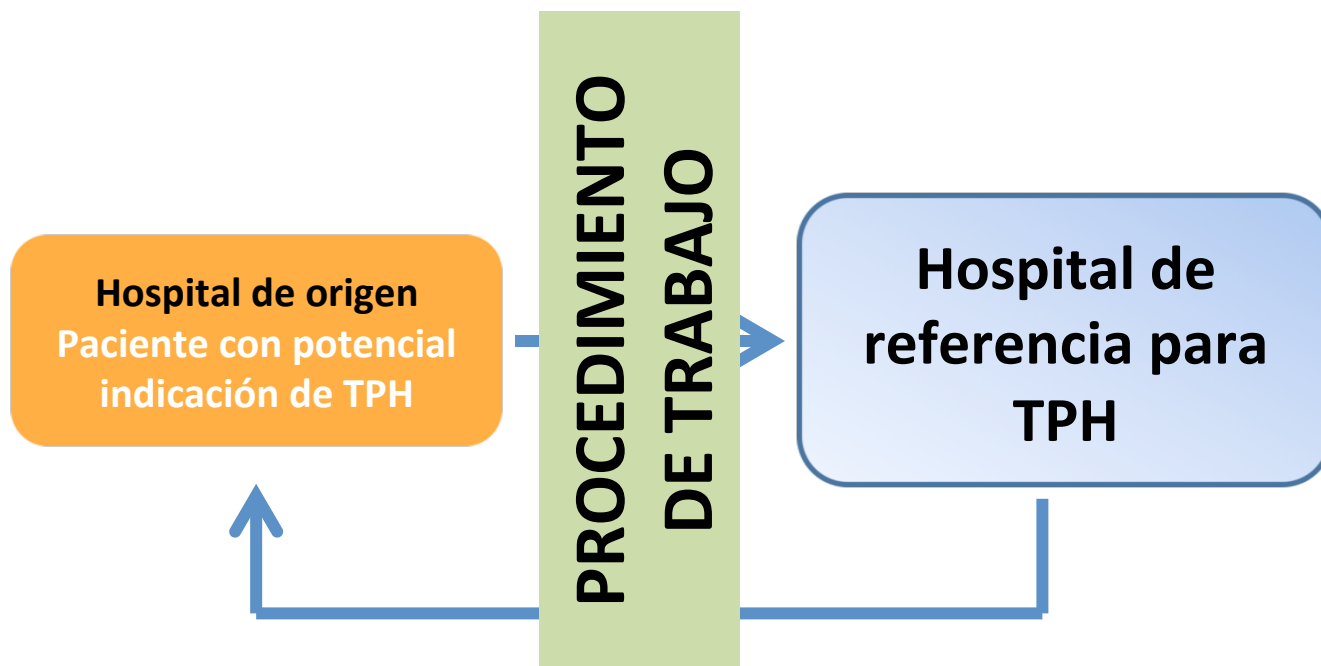 Hospital de origen
Paciente con potencial
indicación de TPH
PROCEDIMIENTO
DE TRABAJO
Hospital de
referencia para
TPH